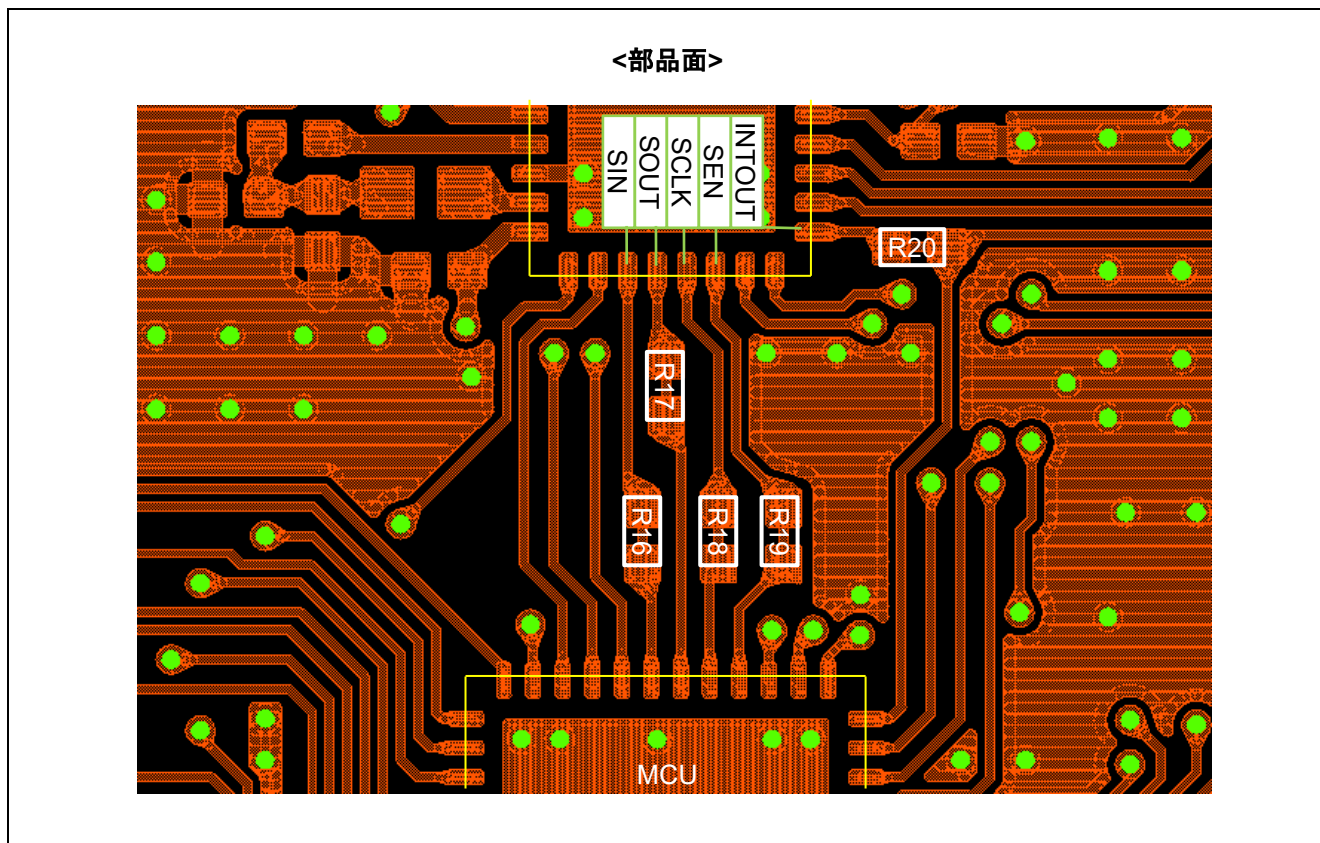 <部品面>
SIN
SOUT
SCLK
SEN
INTOUT
R20
R17
R16
R18
R19
MCU